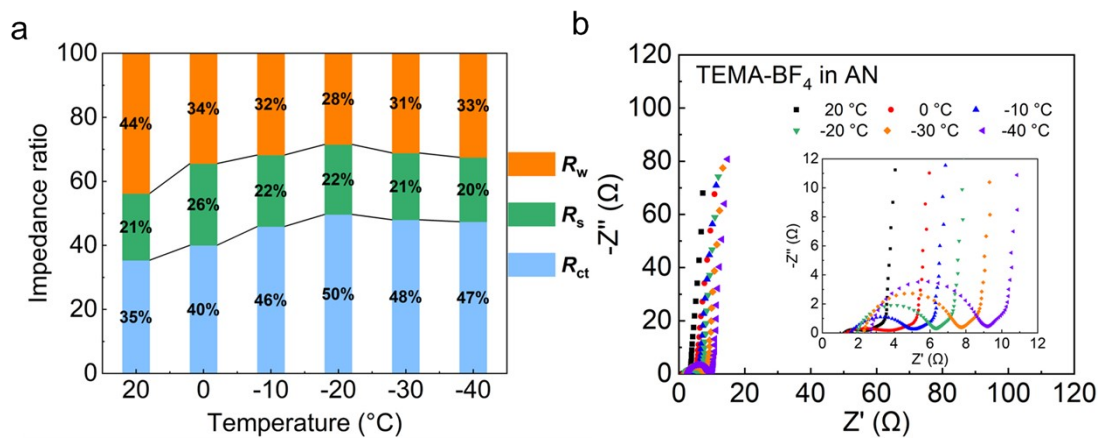 a
Impedance ratio
100
80
60
40
20
0
44%
34%
32%
28%
31%
33%
21%
26%
22%
22%
21%
20%
35%
40%
46%
50%
48%
47%
20
0
-10
-20
-30
-40
Temperature (°C)
Rw
Rs
Rct
b
-Z'' (Ω)
120
100
80
60
40
20
0
TEMA-BF4 in AN
20 °C 0 °C -10 °C
-20 °C -30 °C -40 °C
-Z'' (Ω)
12
10
8
6
4
2
0
0 2 4 6 8 10 12
Z' (Ω)
0 20 40 60 80 100 120
Z' (Ω)